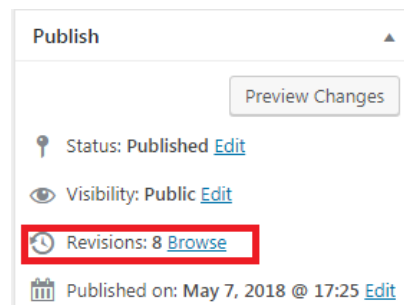 Publish
Preview Changes
Status: Published Edit
Visibility: Public Edit
Revisions: 8 Browse
Published on: May 7, 2018 @ 17:25 Edit